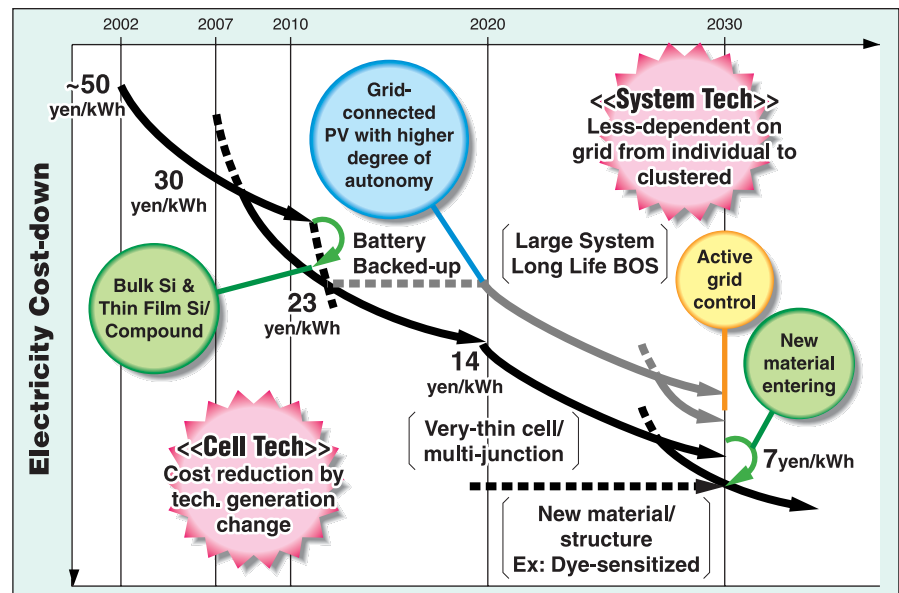 2002
2007
2010
2020
2030
Electricity Cost-down
~50
yen/kWh
30
yen/kWh
Grid-
connected
PV with higher
degree of
autonomy
<<System Tech>>
Less-dependent on
grid from individual to
clustered
Battery
Backed-up
Large System
Long Life BOS
Active
grid
control
Bulk Si &
Thin Film Si/
Compound
23
yen/kWh
14
yen/kWh
New
material
entering
<<Cell Tech>>
Cost reduction by
tech. generation
change
Very-thin cell/
multi-junction
7yen/kWh
New material/
structure
Ex: Dye-sensitized